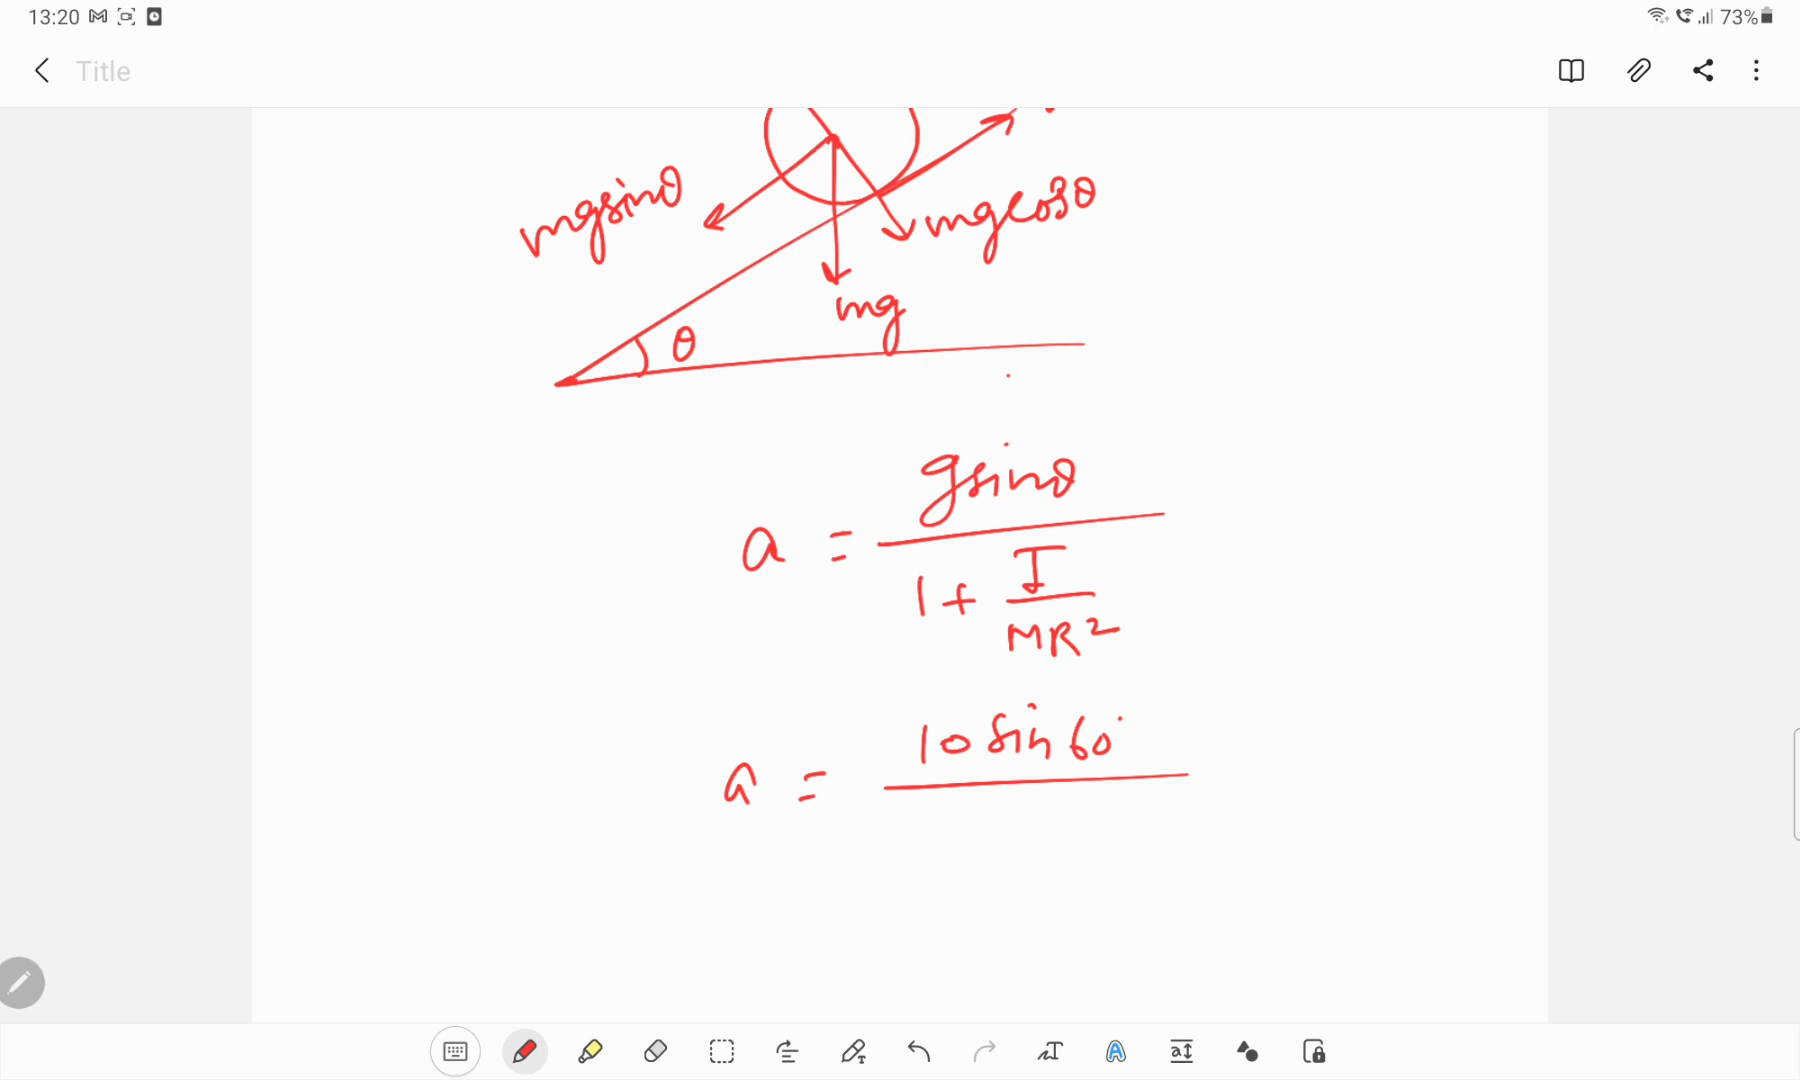 13:20
73%
Title
mgsinθ
mgcosθ
mg
θ
a = gsinθ
1 + I
MR²
a = 10 sin 60°